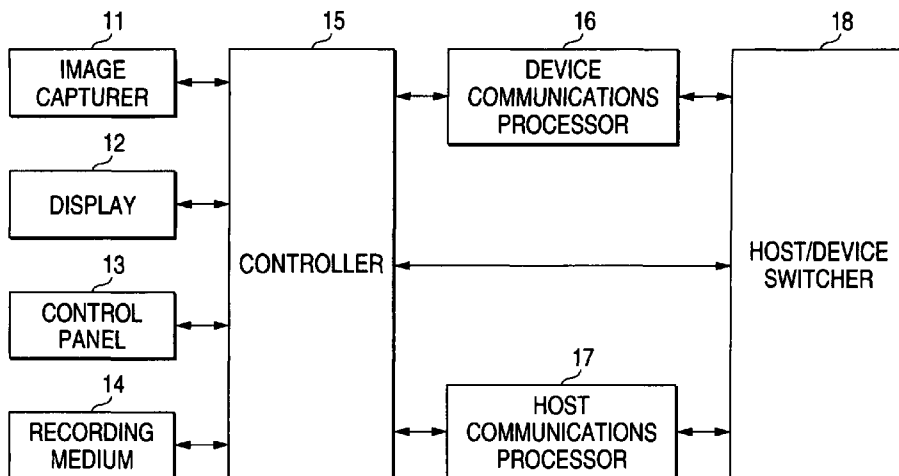 11
IMAGE
CAPTURER
12
DISPLAY
13
CONTROL
PANEL
14
RECORDING
MEDIUM
15
CONTROLLER
16
DEVICE
COMMUNICATIONS
PROCESSOR
17
HOST
COMMUNICATIONS
PROCESSOR
18
HOST/DEVICE
SWITCHER